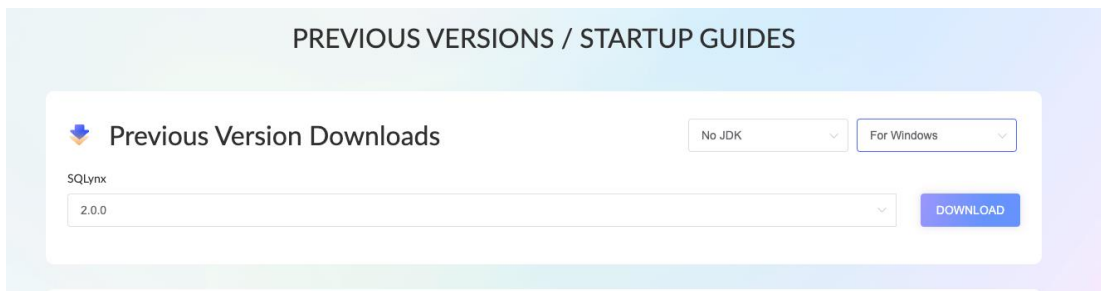 PREVIOUS VERSIONS / STARTUP GUIDES
Previous Version Downloads
No JDK
For Windows
SQLynx
2.0.0
DOWNLOAD